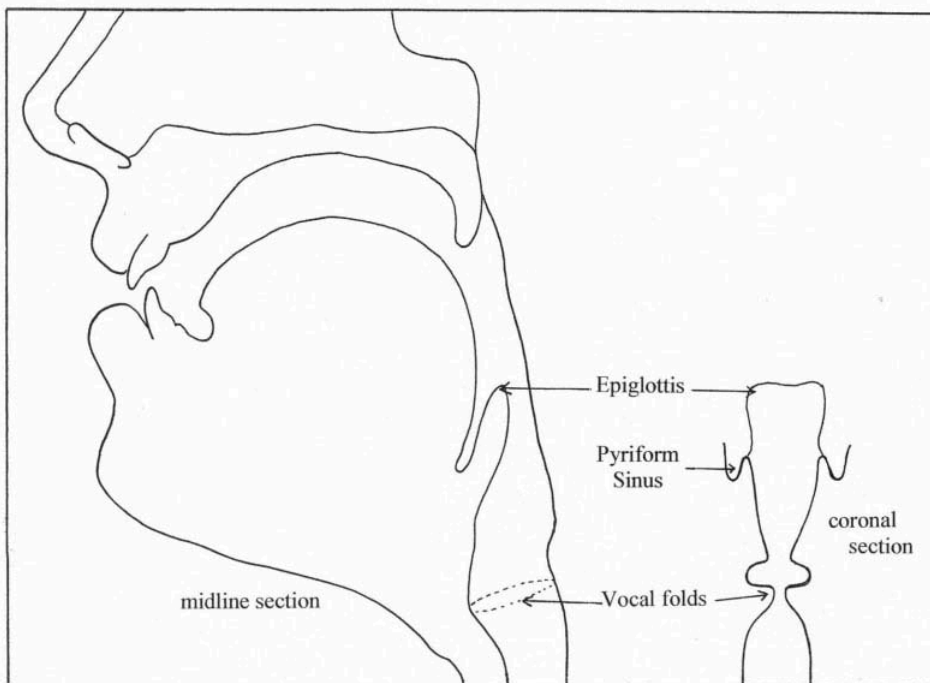 Epiglottis
Pyriform
Sinus
coronal
section
midline section
Vocal folds